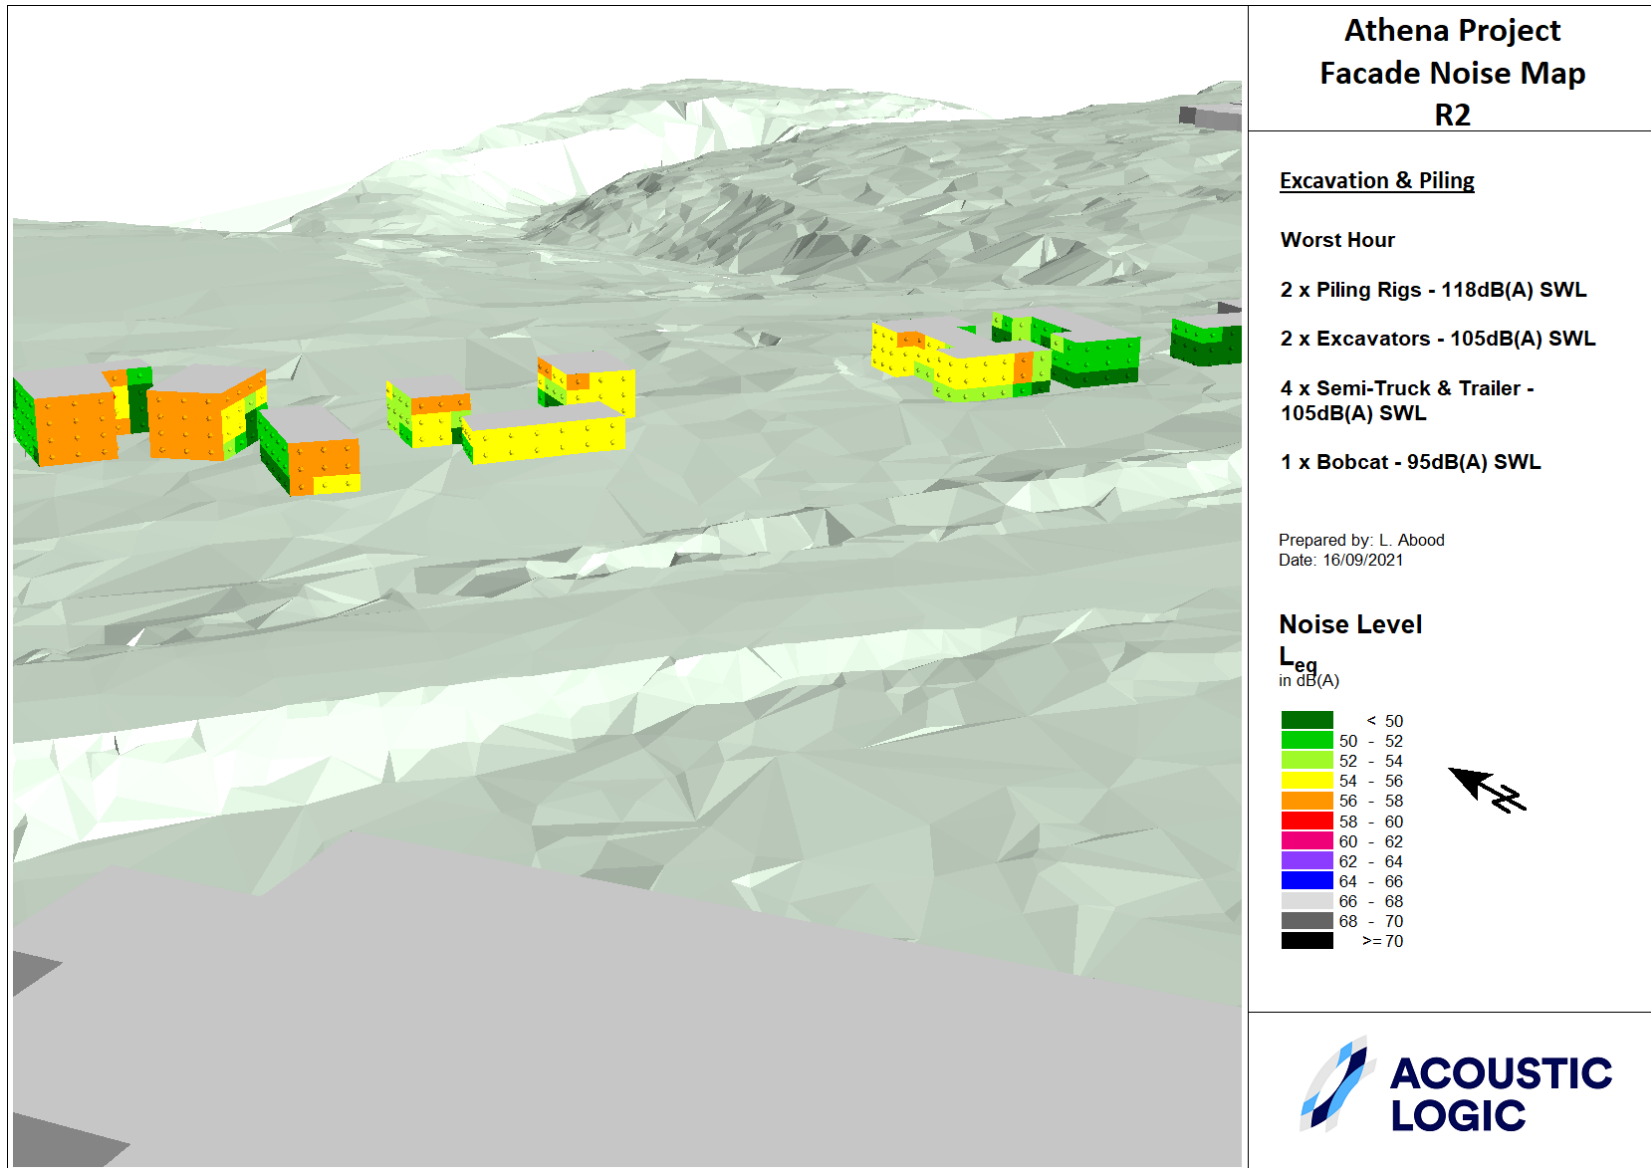 Athena Project
Facade Noise Map
R2
Excavation & Piling
Worst Hour
2 x Piling Rigs - 118dB(A) SWL
2 x Excavators - 105dB(A) SWL
4 x Semi-Truck & Trailer -
105dB(A) SWL
1 x Bobcat - 95dB(A) SWL
Prepared by: L. Abood
Date: 16/09/2021
Noise Level
Leq
in dB(A)
< 50
50 - 52
52 - 54
54 - 56
56 - 58
58 - 60
60 - 62
62 - 64
64 - 66
66 - 68
68 - 70
>= 70
N
ACOUSTIC
LOGIC